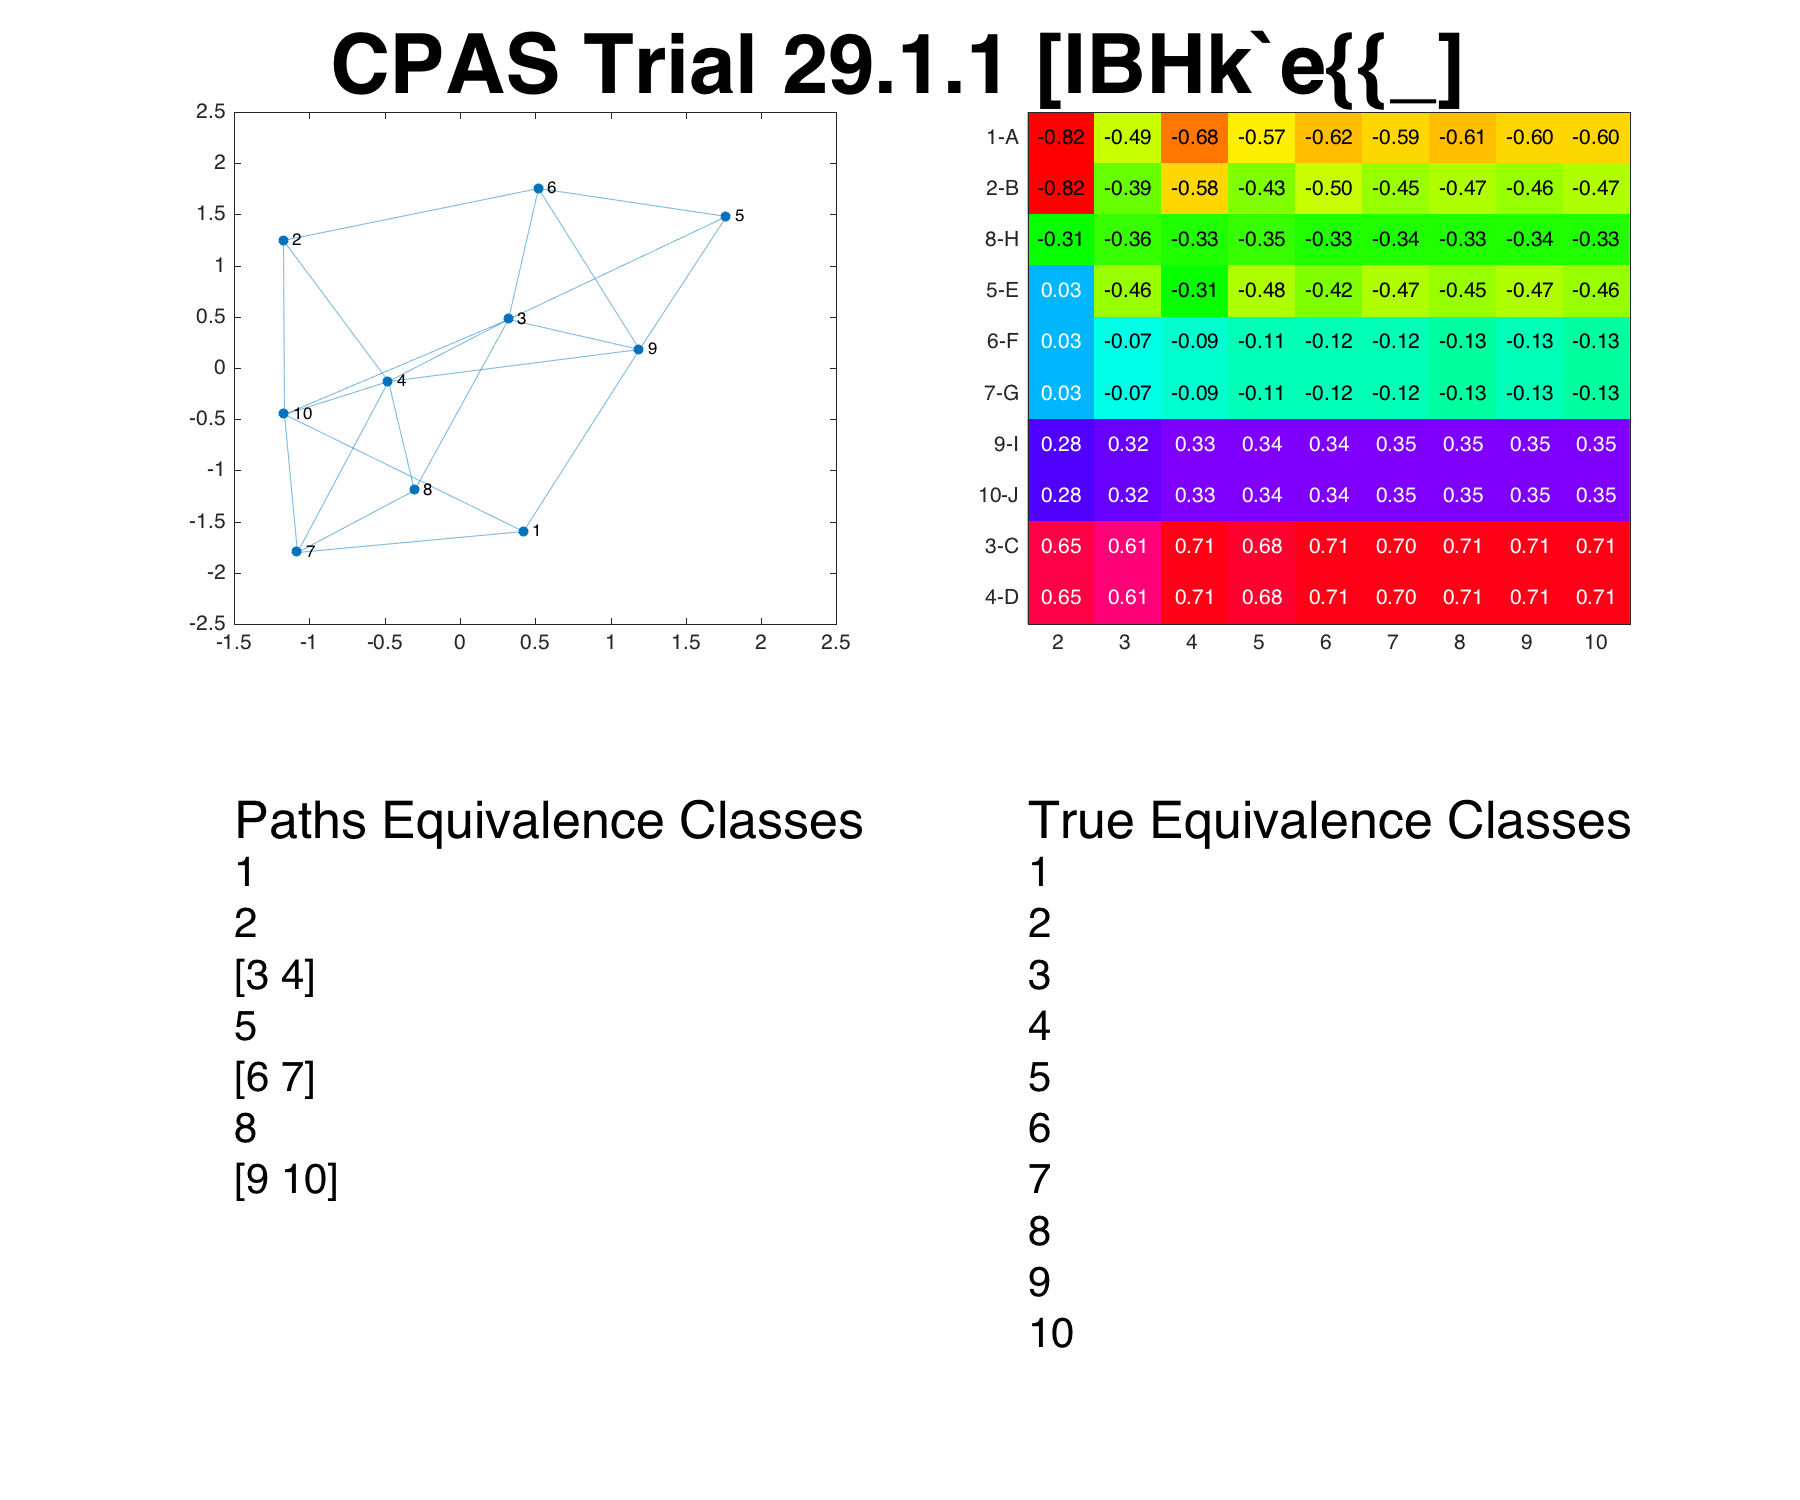 CPAS Trial 29.1.1 [IBHk`e{{_]
2.5
2
1.5
1
0.5
0
-0.5
-1
-1.5
-2
-2.5
-1.5 -1 -0.5 0 0.5 1 1.5 2 2.5
6
5
2
3
9
4
10
8
1
7
1-A -0.82 -0.49 -0.68 -0.57 -0.62 -0.59 -0.61 -0.60 -0.60
2-B -0.82 -0.39 -0.58 -0.43 -0.50 -0.45 -0.47 -0.46 -0.47
8-H -0.31 -0.36 -0.33 -0.35 -0.33 -0.34 -0.33 -0.34 -0.33
5-E 0.03 -0.46 -0.31 -0.48 -0.42 -0.47 -0.45 -0.47 -0.46
6-F 0.03 -0.07 -0.09 -0.11 -0.12 -0.12 -0.13 -0.13 -0.13
7-G 0.03 -0.07 -0.09 -0.11 -0.12 -0.12 -0.13 -0.13 -0.13
9-I 0.28 0.32 0.33 0.34 0.34 0.35 0.35 0.35 0.35
10-J 0.28 0.32 0.33 0.34 0.34 0.35 0.35 0.35 0.35
3-C 0.65 0.61 0.71 0.68 0.71 0.70 0.71 0.71 0.71
4-D 0.65 0.61 0.71 0.68 0.71 0.70 0.71 0.71 0.71
2 3 4 5 6 7 8 9 10
Paths Equivalence Classes
1
2
[3 4]
5
[6 7]
8
[9 10]
True Equivalence Classes
1
2
3
4
5
6
7
8
9
10